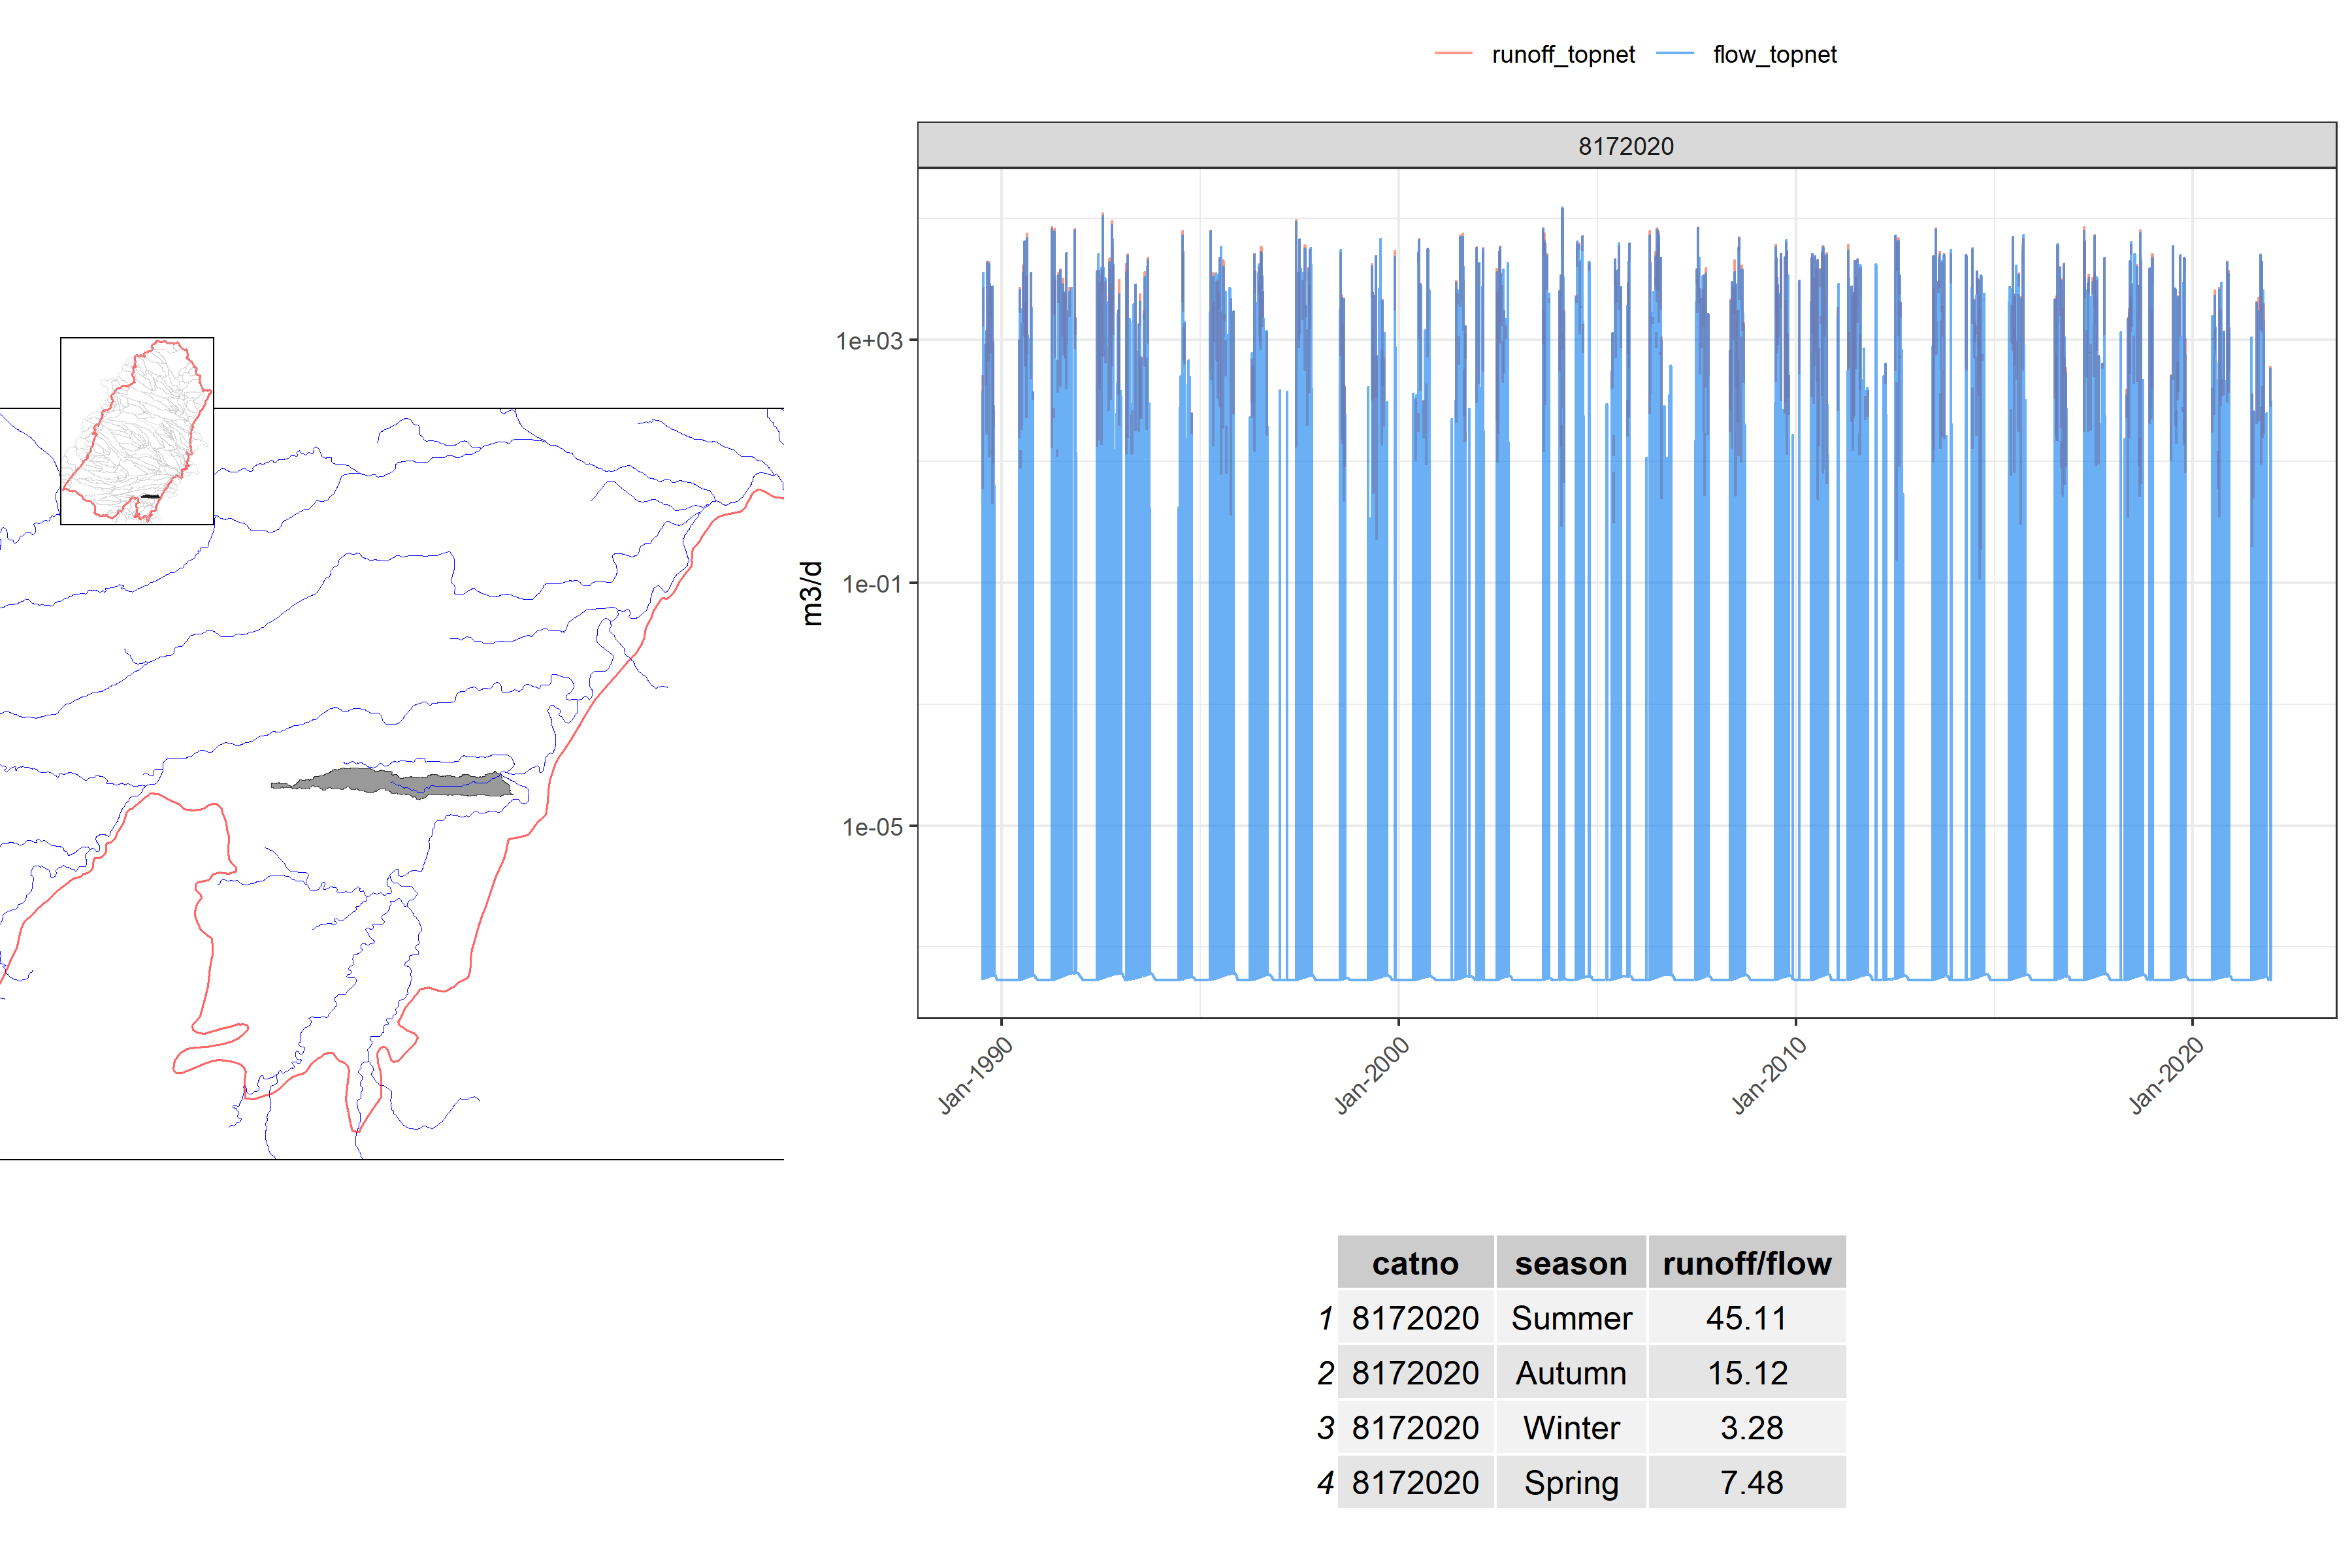 runoff_topnet flow_topnet
8172020
m3/d
1e+03
1e-01
1e-05
Jan-1990 Jan-2000 Jan-2010 Jan-2020
catno season runoff/flow
1 8172020 Summer 45.11
2 8172020 Autumn 15.12
3 8172020 Winter 3.28
4 8172020 Spring 7.48